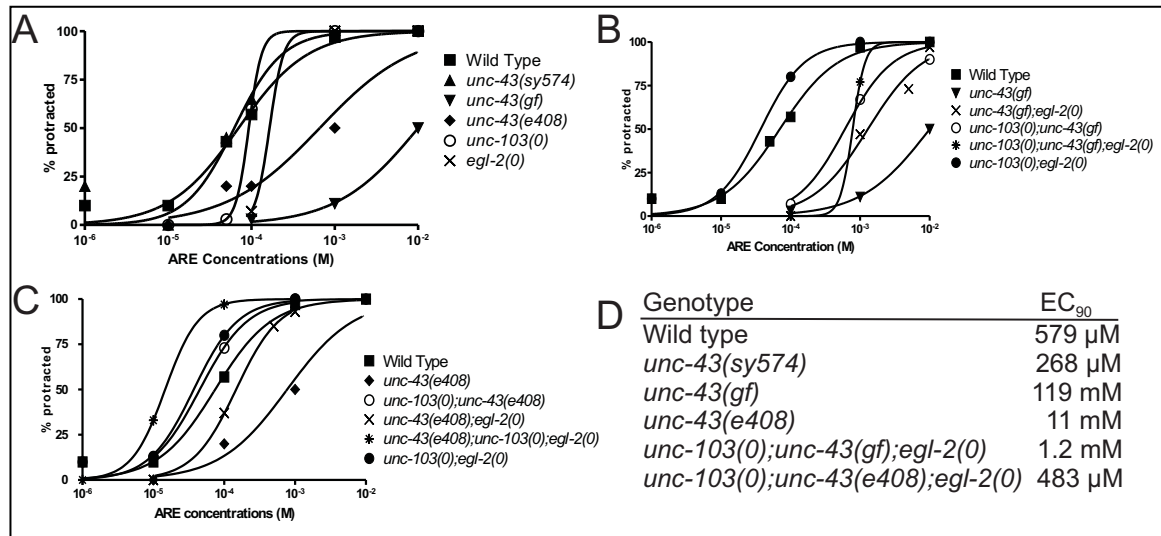 A
% protracted
100
75
50
25
0
10-6
10-5
10-4
10-3
10-2
ARE Concentrations (M)
Wild Type
unc-43(sy574)
unc-43(gf)
unc-43(e408)
unc-103(0)
egl-2(0)
B
% protracted
100
75
50
25
0
10-6
10-5
10-4
10-3
10-2
ARE Concentration (M)
Wild Type
unc-43(gf)
unc-43(gf);egl-2(0)
unc-103(0);unc-43(gf)
unc-103(0);unc-43(gf);egl-2(0)
unc-103(0);egl-2(0)
C
% protracted
100
75
50
25
0
10-6
10-5
10-4
10-3
10-2
ARE concentrations (M)
Wild Type
unc-43(e408)
unc-103(0);unc-43(e408)
unc-43(e408);egl-2(0)
unc-43(e408);unc-103(0);egl-2(0)
unc-103(0);egl-2(0)
D
Genotype EC90
Wild type 579 µM
unc-43(sy574) 268 µM
unc-43(gf) 119 mM
unc-43(e408) 11 mM
unc-103(0);unc-43(gf);egl-2(0) 1.2 mM
unc-103(0);unc-43(e408);egl-2(0) 483 µM